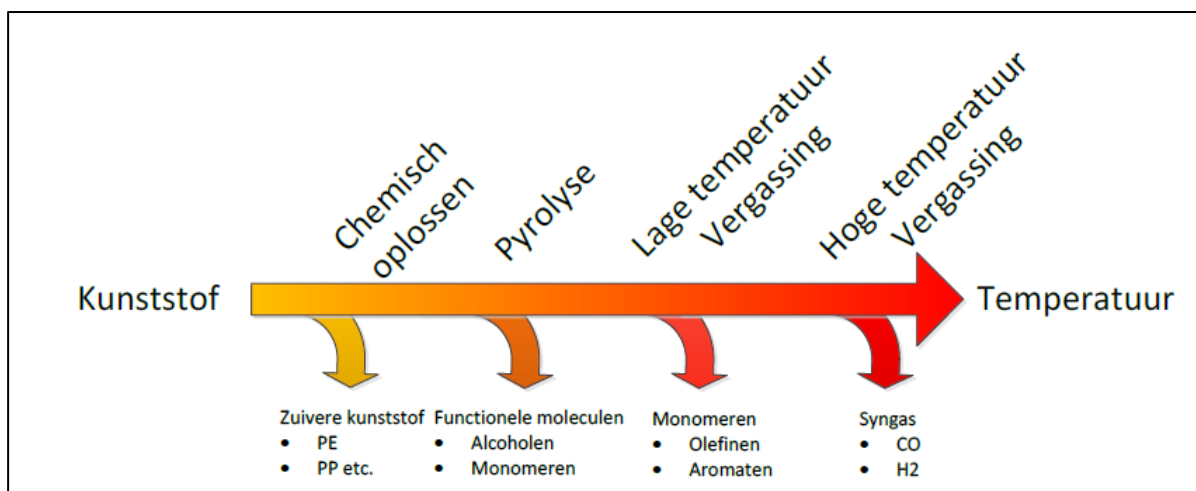 Chemisch
oplossen
Pyrolyse
Lage temperatuur
Vergassing
Hoge temperatuur
Vergassing
Kunststof
Temperatuur
Zuivere kunststof
• PE
• PP etc.
Functionele moleculen
• Alcoholen
• Monomeren
Monomeren
• Olefinen
• Aromaten
Syngas
• CO
• H2